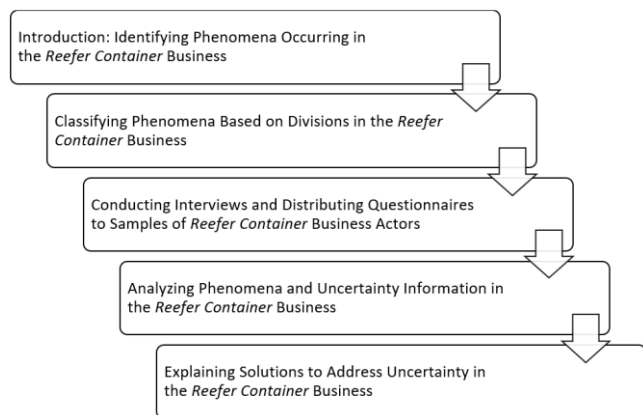 Introduction: Identifying Phenomena Occurring in
the Reefer Container Business
Classifying Phenomena Based on Divisions in the Reefer
Container Business
Conducting Interviews and Distributing Questionnaires
to Samples of Reefer Container Business Actors
Analyzing Phenomena and Uncertainty Information in
the Reefer Container Business
Explaining Solutions to Address Uncertainty in
the Reefer Container Business